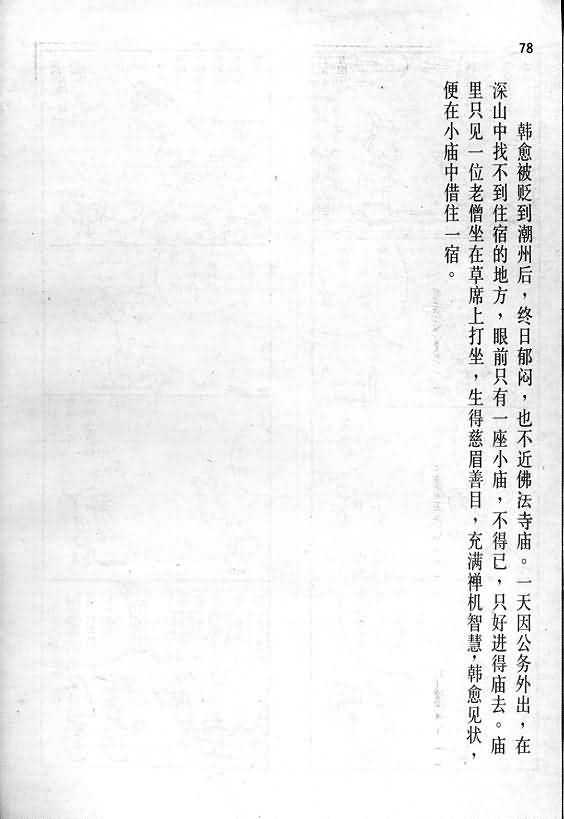 78
韩愈被贬到潮州后，终日郁闷，也不近佛法寺庙。一天因公务外出，在
深山中找不到住宿的地方，眼前只有一座小庙，不得已，只好进得庙去。庙
里只见一位老僧坐在草席上打坐，生得慈眉善目，充满禅机智慧，韩愈见状，
便在小庙中借住一宿。